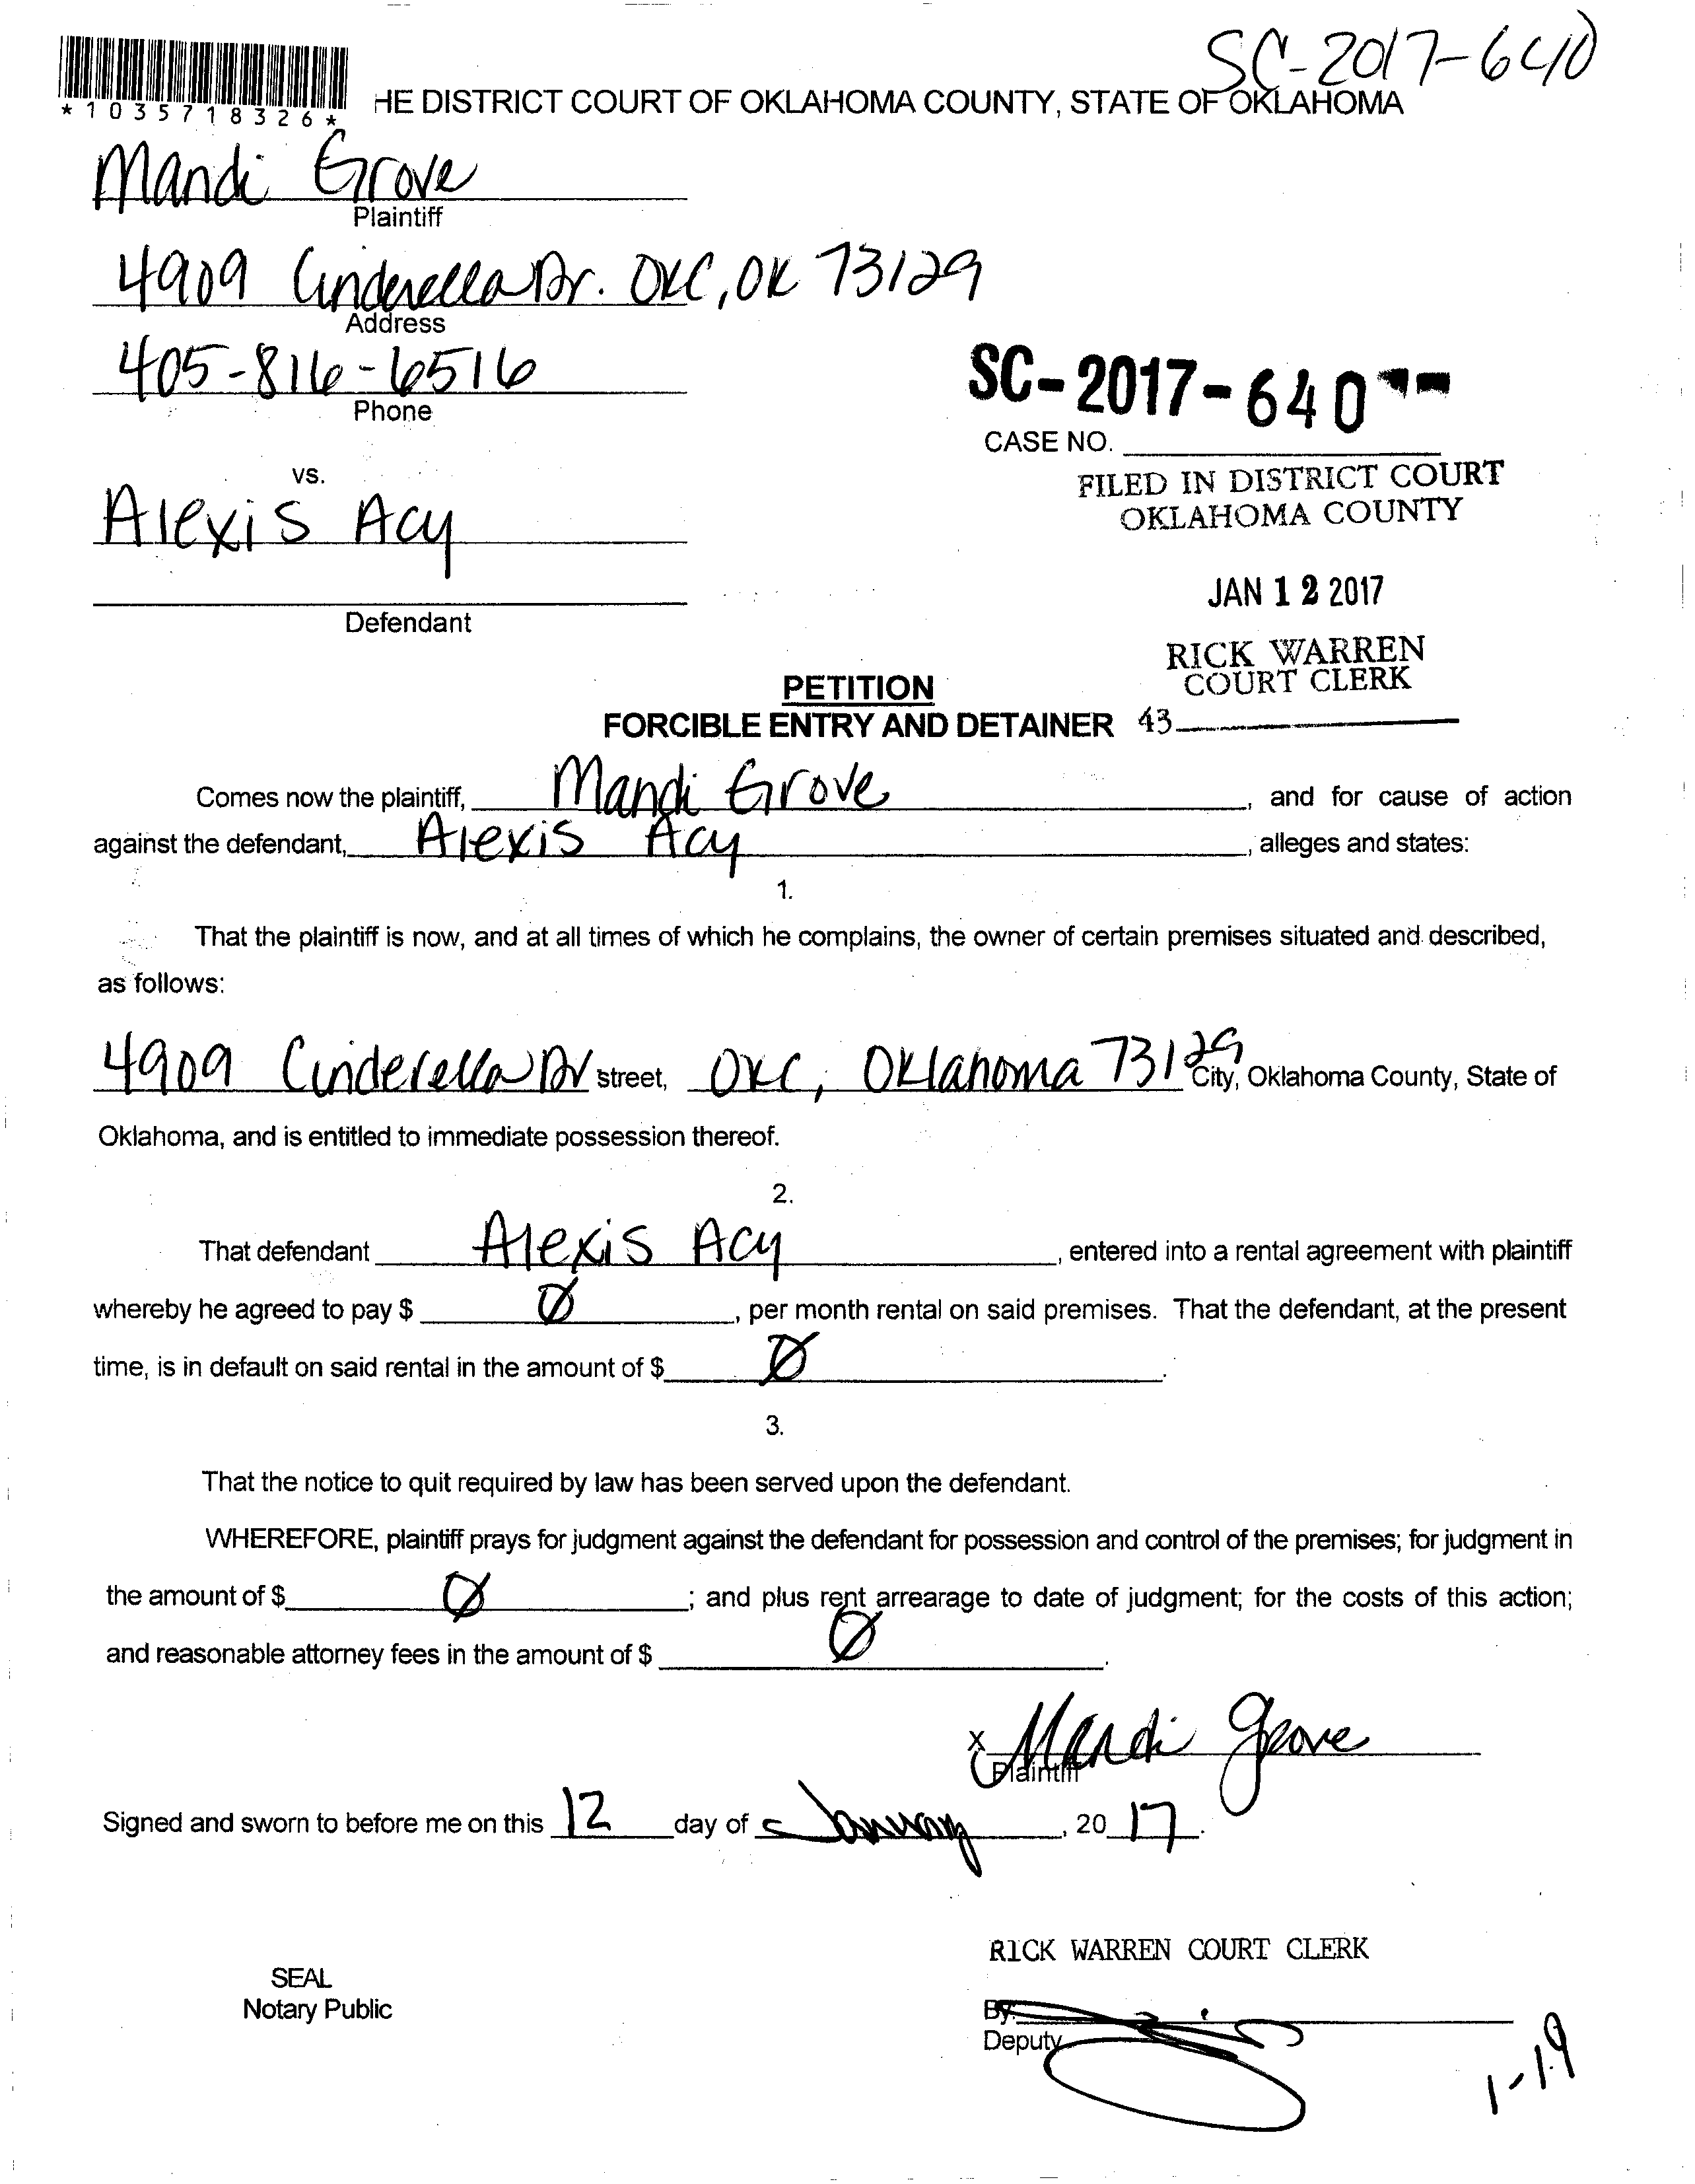 SC-2017-640
*1035718326*
HE DISTRICT COURT OF OKLAHOMA COUNTY, STATE OF OKLAHOMA
Mandi Grove
Plaintiff
4909 Cinderella Dr. OKC, OK 73129
Address
405-816-6516
Phone
SC-2017-640
CASE NO.
vs.
FILED IN DISTRICT COURT
OKLAHOMA COUNTY
Alexis Acy
JAN 12 2017
Defendant
RICK WARREN
COURT CLERK
PETITION
FORCIBLE ENTRY AND DETAINER 43
Comes now the plaintiff, Mandi Grove, and for cause of action
against the defendant, Alexis Acy, alleges and states:
1.
That the plaintiff is now, and at all times of which he complains, the owner of certain premises situated and described,
as follows:
4909 Cinderella Dr street, OKC, Oklahoma 73129 City, Oklahoma County, State of
Oklahoma, and is entitled to immediate possession thereof.
2.
That defendant Alexis Acy, entered into a rental agreement with plaintiff
whereby he agreed to pay $ Ø, per month rental on said premises. That the defendant, at the present
time, is in default on said rental in the amount of $ Ø.
3.
That the notice to quit required by law has been served upon the defendant.
WHEREFORE, plaintiff prays for judgment against the defendant for possession and control of the premises; for judgment in
the amount of $ Ø; and plus rent arrearage to date of judgment; for the costs of this action;
and reasonable attorney fees in the amount of $ Ø.
X Mandi Grove
Plaintiff
Signed and sworn to before me on this 12 day of January, 20 17.
RICK WARREN COURT CLERK
SEAL
Notary Public
By:
Deputy
1-19